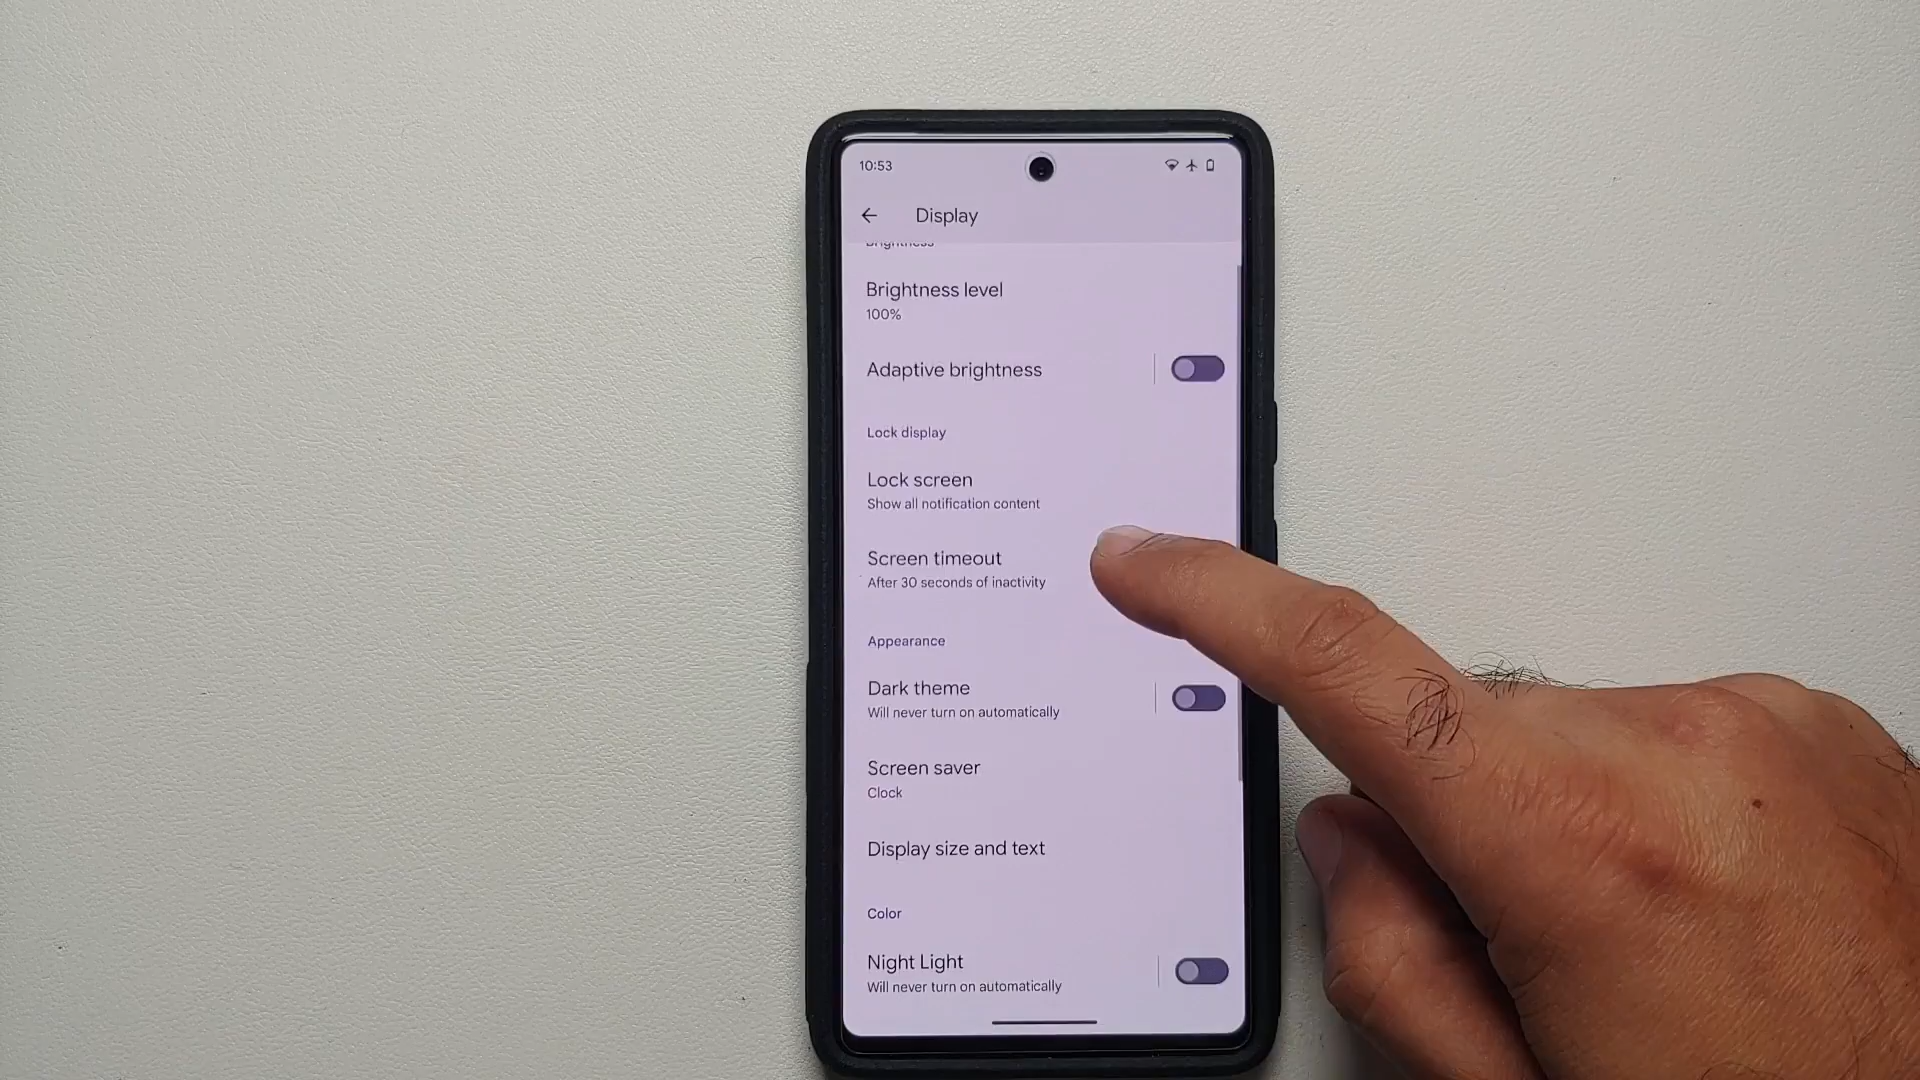 10:53
Display
Brightness
Brightness level
100%
Adaptive brightness
Lock display
Lock screen
Show all notification content
Screen timeout
After 30 seconds of inactivity
Appearance
Dark theme
Will never turn on automatically
Screen saver
Clock
Display size and text
Color
Night Light
Will never turn on automatically